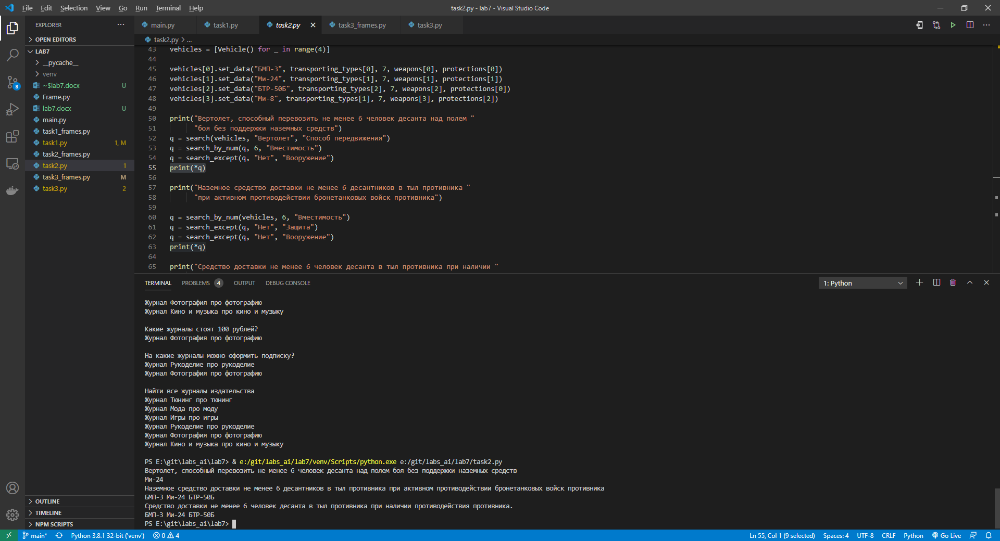 File Edit Selection View Go Run Terminal Help
task2.py - lab7 - Visual Studio Code
EXPLORER
OPEN EDITORS
LAB7
__pycache__
venv
~$lab7.docx U
Frame.py
lab7.docx U
main.py
task1_frames.py
task1.py 1, M
task2_frames.py
task2.py 1
task3_frames.py M
task3.py 2
OUTLINE
TIMELINE
NPM SCRIPTS
8
main.py task1.py task2.py task3_frames.py task3.py
task2.py > ...
43 vehicles = [Vehicle() for _ in range(4)]
44
45 vehicles[0].set_data("БМП-3", transporting_types[0], 7, weapons[0], protections[0])
46 vehicles[1].set_data("Ми-24", transporting_types[1], 7, weapons[1], protections[1])
47 vehicles[2].set_data("БТР-50Б", transporting_types[2], 7, weapons[2], protections[0])
48 vehicles[3].set_data("Ми-8", transporting_types[1], 7, weapons[3], protections[2])
49
50 print("Вертолет, способный перевозить не менее 6 человек десанта над полем "
51 "боя без поддержки наземных средств")
52 q = search(vehicles, "Вертолет", "Способ передвижения")
53 q = search_by_num(q, 6, "Вместимость")
54 q = search_except(q, "Нет", "Вооружение")
55 print(*q)
56
57 print("Наземное средство доставки не менее 6 десантников в тыл противника "
58 "при активном противодействии бронетанковых войск противника")
59
60 q = search_by_num(vehicles, 6, "Вместимость")
61 q = search_except(q, "Нет", "Защита")
62 q = search_except(q, "Нет", "Вооружение")
63 print(*q)
64
65 print("Средство доставки не менее 6 человек десанта в тыл противника при наличии "
TERMINAL PROBLEMS 4 OUTPUT DEBUG CONSOLE
1: Python
Журнал Фотография про фотографию
Журнал Кино и музыка про кино и музыку
Какие журналы стоят 100 рублей?
Журнал Фотография про фотографию
На какие журналы можно оформить подписку?
Журнал Рукоделие про рукоделие
Журнал Фотография про фотографию
Найти все журналы издательства
Журнал Тюнинг про тюнинг
Журнал Мода про моду
Журнал Игры про игры
Журнал Рукоделие про рукоделие
Журнал Фотография про фотографию
Журнал Кино и музыка про кино и музыку
PS E:\git\labs_ai\lab7> & e:/git/labs_ai/lab7/venv/Scripts/python.exe e:/git/labs_ai/lab7/task2.py
Вертолет, способный перевозить не менее 6 человек десанта над полем боя без поддержки наземных средств
Ми-24
Наземное средство доставки не менее 6 десантников в тыл противника при активном противодействии бронетанковых войск противника
БМП-3 Ми-24 БТР-50Б
Средство доставки не менее 6 человек десанта в тыл противника при наличии противодействия противника.
БМП-3 Ми-24 БТР-50Б
PS E:\git\labs_ai\lab7>
main* Python 3.8.1 32-bit ('venv') 0 4
Ln 55, Col 1 (9 selected) Spaces: 4 UTF-8 CRLF Python Go Live